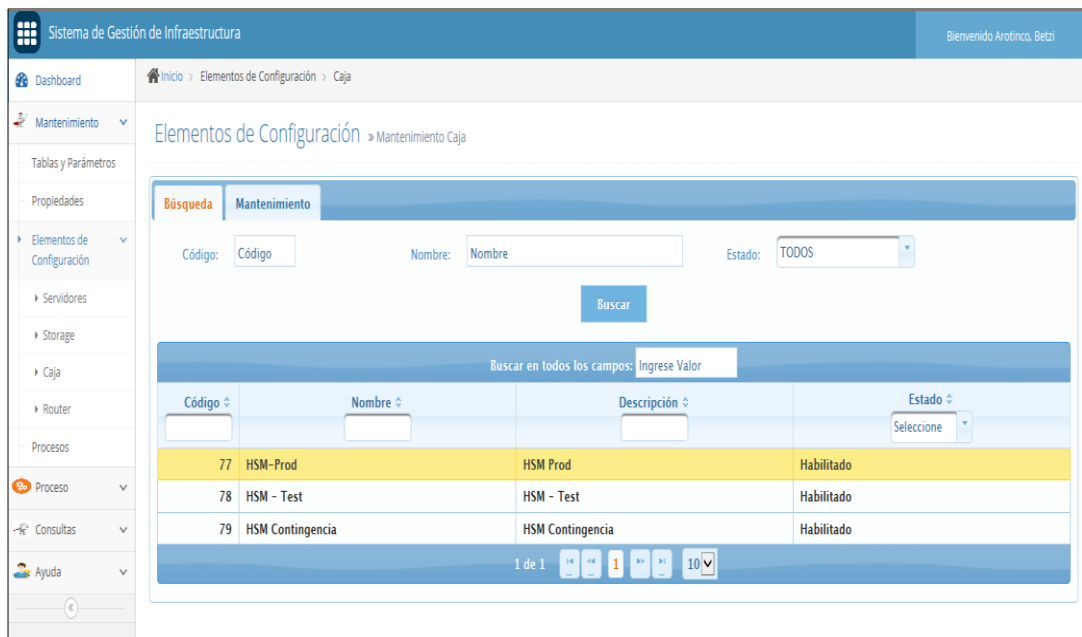 Sistema de Gestión de Infraestructura
Bienvenido Arotinco, Betzi
Dashboard
Mantenimiento
Tablas y Parámetros
Propiedades
Elementos de
Configuración
Servidores
Storage
Caja
Router
Procesos
Proceso
Consultas
Ayuda
Inicio > Elementos de Configuración > Caja
Elementos de Configuración » Mantenimiento Caja
Búsqueda Mantenimiento
Código: Código Nombre: Nombre Estado: TODOS
Buscar
Buscar en todos los campos: Ingrese Valor
Código Nombre Descripción Estado
Seleccione
77 HSM-Prod HSM Prod Habilitado
78 HSM - Test HSM - Test Habilitado
79 HSM Contingencia HSM Contingencia Habilitado
1 de 1 1 10